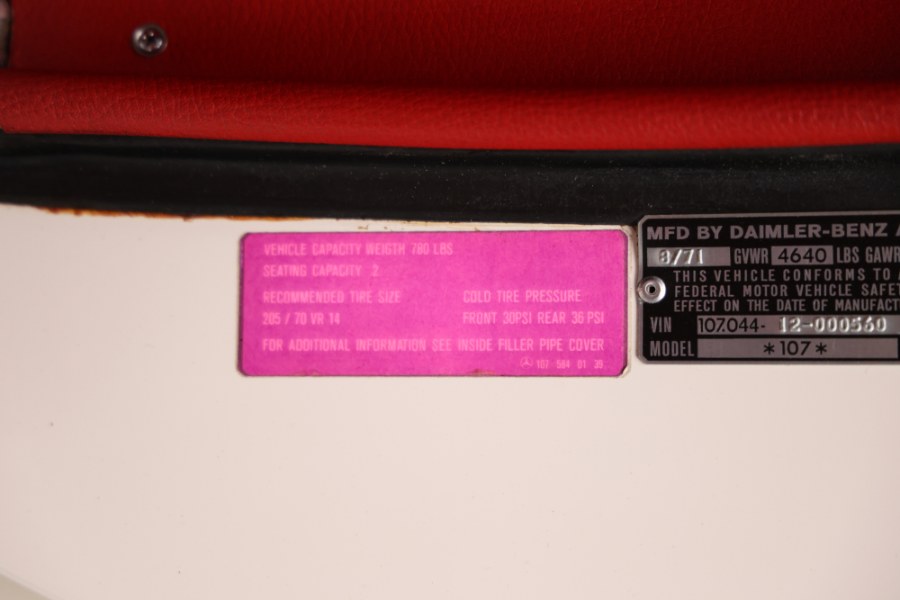 VEHICLE CAPACITY WEIGTH 780 LBS
SEATING CAPACITY 2
RECOMMENDED TIRE SIZE COLD TIRE PRESSURE
205 / 70 VR 14 FRONT 30PSI REAR 36 PSI
FOR ADDITIONAL INFORMATION SEE INSIDE FILLER PIPE COVER
107 584 01 39
MFD BY DAIMLER-BENZ A
8/71 GVWR 4640 LBS GAWR
THIS VEHICLE CONFORMS TO A
FEDERAL MOTOR VEHICLE SAFET
EFFECT ON THE DATE OF MANUFACT
VIN 107.044- 12-000560
MODEL *107*